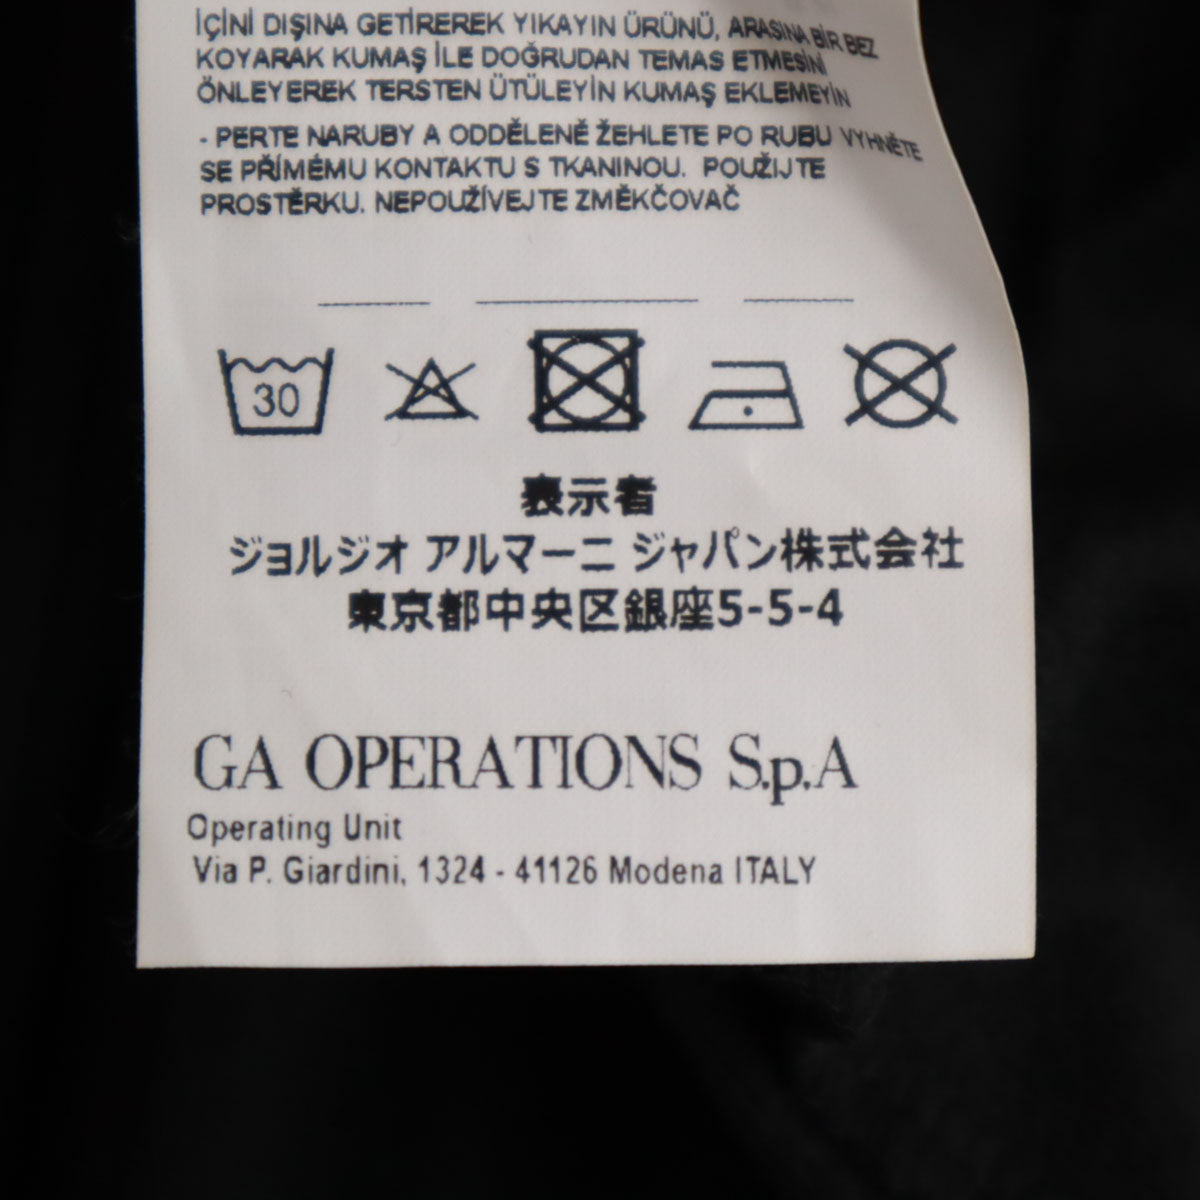 İÇİNİ DIŞINA GETİREREK YIKAYIN ÜRÜNÜ, ARASINA BİR BEZ
KOYARAK KUMAŞ İLE DOĞRUDAN TEMAS ETMESİNİ
ÖNLEYEREK TERSTEN ÜTÜLEYİN KUMAŞ EKLEMEYİN
- PERTE NARUBY A ODDĚLENĚ ŽEHLETE PO RUBU VYHNĚTE
SE PŘÍMÉMU KONTAKTU S TKANINOU. POUŽIJTE
PROSTĚRKU. NEPOUŽÍVEJTE ZMĚKČOVAČ
30
表示者
ジョルジオ アルマーニ ジャパン株式会社
東京都中央区銀座5-5-4
GA OPERATIONS S.p.A
Operating Unit
Via P. Giardini, 1324 - 41126 Modena ITALY